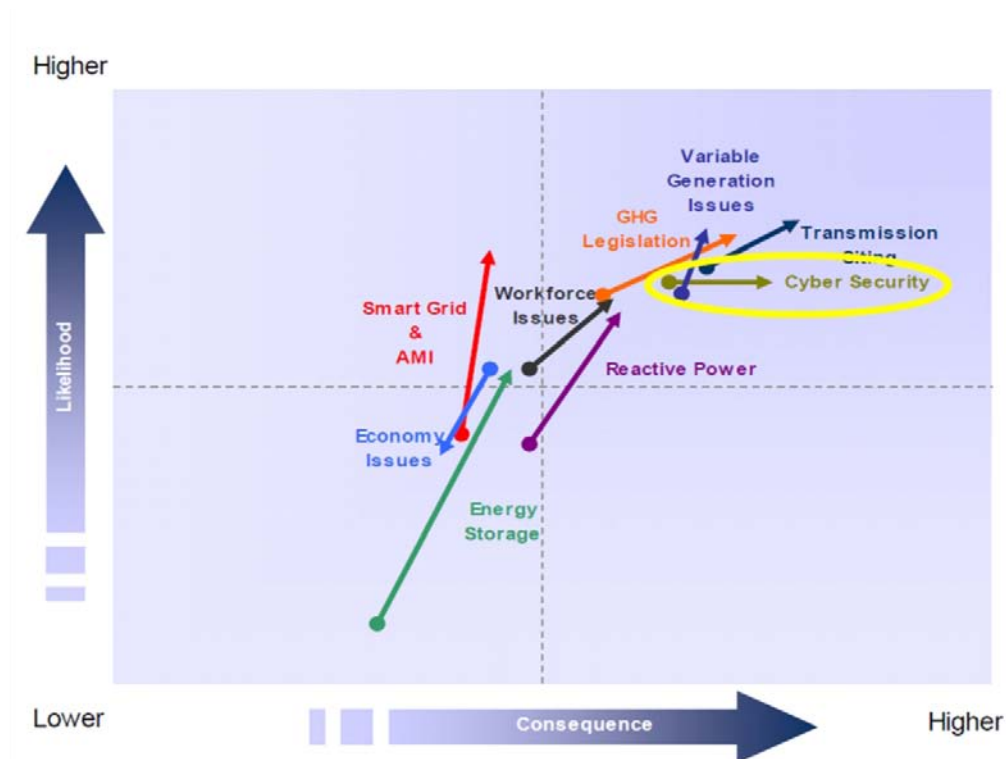 Higher
Variable
Generation
Issues
GHG
Legislation
Transmission
Siting
Cyber Security
Workforce
Issues
Smart Grid
&
AMI
Reactive Power
Economy
Issues
Energy
Storage
Likelihood
Lower
Consequence
Higher